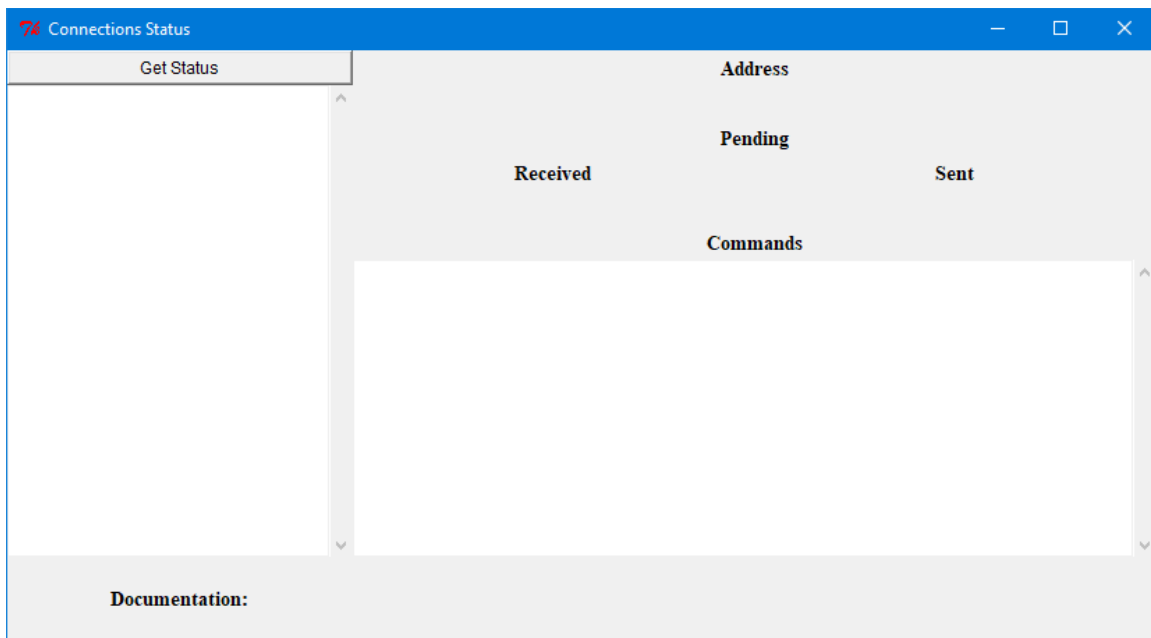 Connections Status
Get Status
Address
Pending
Received Sent
Commands
Documentation: